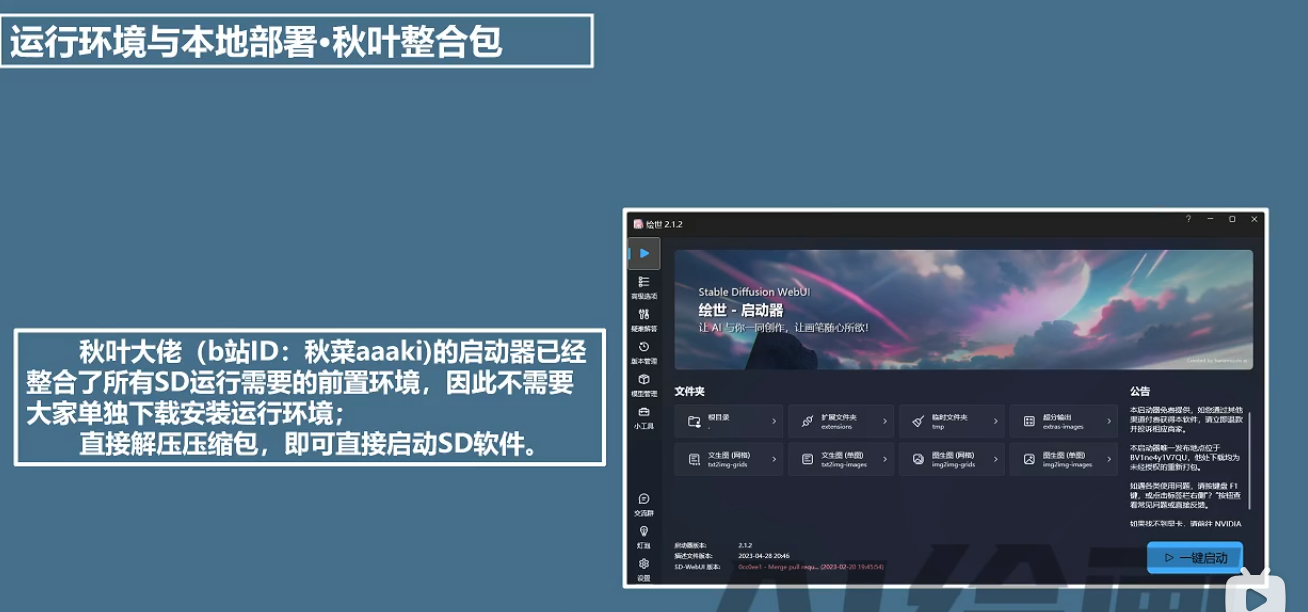 运行环境与本地部署·秋叶整合包
秋叶大佬（b站ID：秋葉aaaki)的启动器已经
整合了所有SD运行需要的前置环境，因此不需要
大家单独下载安装运行环境；
直接解压压缩包，即可直接启动SD软件。
绘世 2.1.2
Stable Diffusion WebUI
绘世 - 启动器
让 AI 与你一同创作，让画笔随心所欲！
高级选项
疑难解答
版本管理
模型管理
小工具
交流群
灯泡
设置
文件夹
根目录
.
扩展文件夹
extensions
临时文件夹
tmp
超分输出
extras-images
文生图 (网格)
txt2img-grids
文生图 (单图)
txt2img-images
图生图 (网格)
img2img-grids
图生图 (单图)
img2img-images
公告
本启动器免费提供，如您通过其他
渠道付费获得本软件，请立即退款
并投诉相应商家。
本启动器唯一发布地点位于
BV1ne4y1V7QU，他处下载均为
未经授权的重新打包。
如遇各类使用问题，请按键盘 F1
键，或点击标签栏右侧“?”按钮查
看常见问题或直接反馈。
如果找不到显卡，请前往 NVIDIA
启动器版本:
2.1.2
描述文件版本:
2023-04-28 20:46
SD-WebUI 版本:
0cc0ee1 - Merge pull requ... (2023-02-20 19:45:54)
一键启动
AI绘画